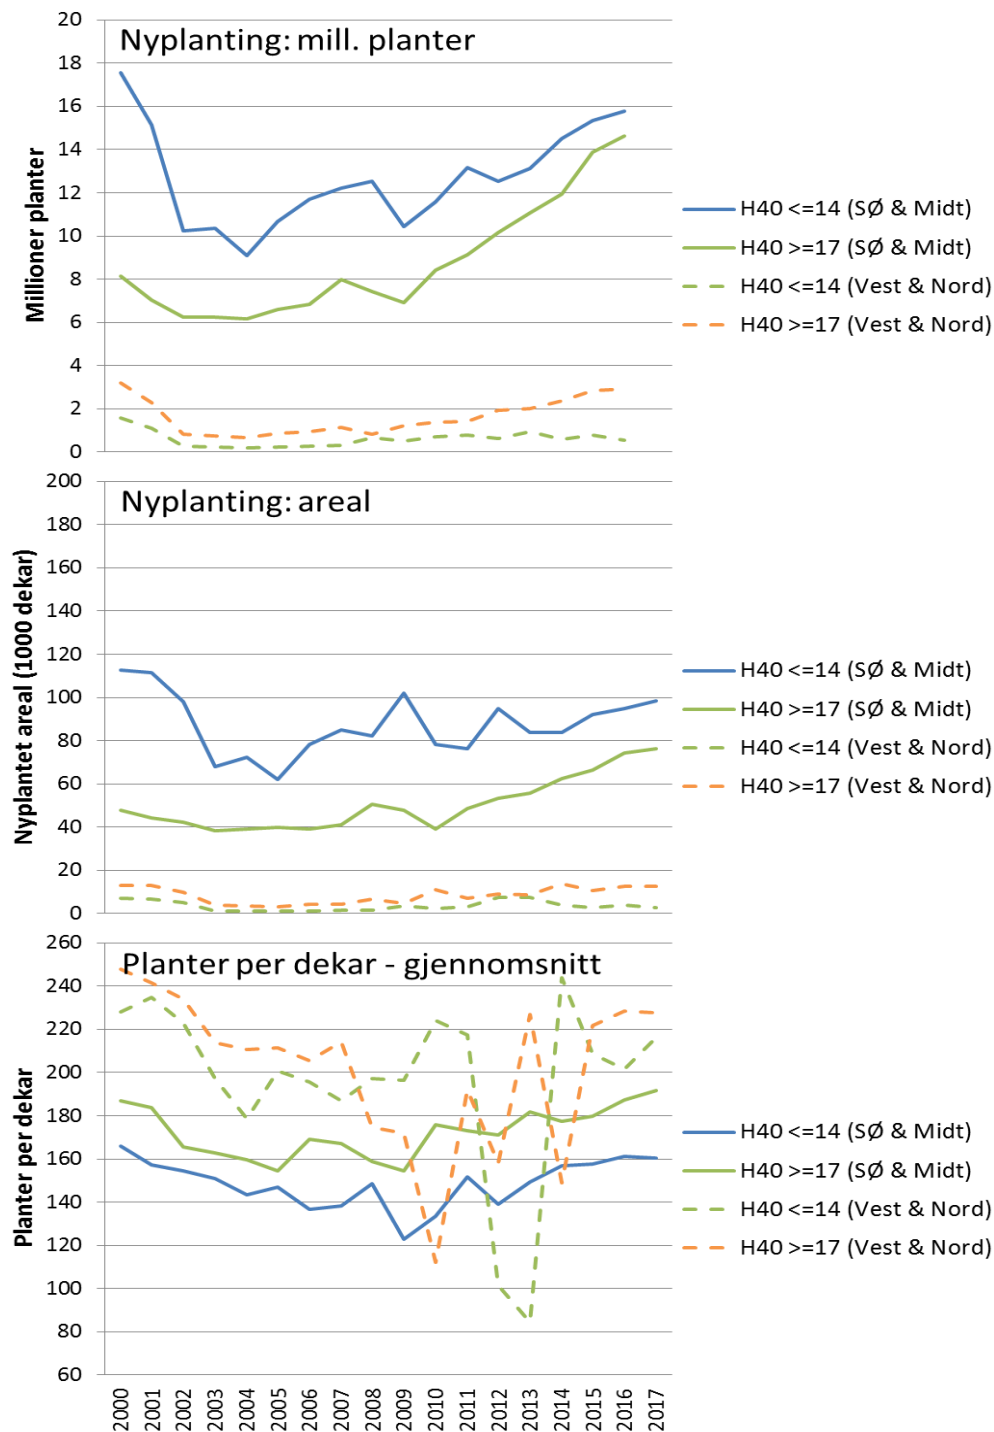 Nyplanting: mill. planter
Millioner planter
20
18
16
14
12
10
8
6
4
2
0
H40 <=14 (SØ & Midt)
H40 >=17 (SØ & Midt)
H40 <=14 (Vest & Nord)
H40 >=17 (Vest & Nord)
Nyplanting: areal
Nyplantet areal (1000 dekar)
200
180
160
140
120
100
80
60
40
20
0
H40 <=14 (SØ & Midt)
H40 >=17 (SØ & Midt)
H40 <=14 (Vest & Nord)
H40 >=17 (Vest & Nord)
Planter per dekar - gjennomsnitt
Planter per dekar
260
240
220
200
180
160
140
120
100
80
60
H40 <=14 (SØ & Midt)
H40 >=17 (SØ & Midt)
H40 <=14 (Vest & Nord)
H40 >=17 (Vest & Nord)
2000 2001 2002 2003 2004 2005 2006 2007 2008 2009 2010 2011 2012 2013 2014 2015 2016 2017